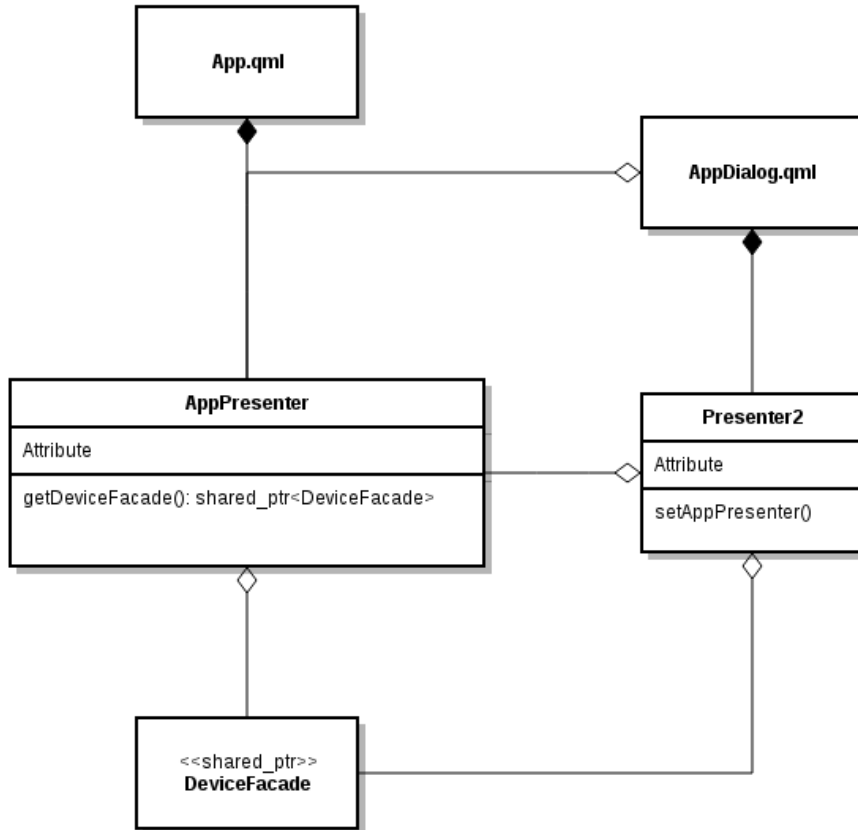 App.qml
AppDialog.qml
AppPresenter
Attribute
getDeviceFacade(): shared_ptr<DeviceFacade>
Presenter2
Attribute
setAppPresenter()
<<shared_ptr>>
DeviceFacade